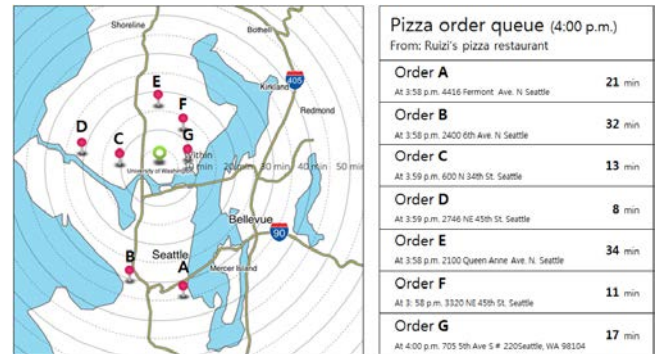 Shoreline
Bothell
405
Kirkland
Redmond
E
F
D
C
G
within
min 20 min 30 min 40 min 50 min
University of Washington
Bellevue
90
Seattle
B
A
Mercer Island
Pizza order queue (4:00 p.m.)
From: Ruizi's pizza restaurant
Order A
21 min
At 3:58 p.m. 4416 Fermont Ave. N Seattle
Order B
32 min
At 3:58 p.m. 2400 6th Ave. N Seattle
Order C
13 min
At 3:59 p.m. 600 N 34th St. Seattle
Order D
8 min
At 3:59 p.m. 2746 NE 45th St. Seattle
Order E
34 min
At 3:58 p.m. 2100 Queen Anne Ave. N. Seattle
Order F
11 min
At 3: 58 p.m. 3320 NE 45th St. Seattle
Order G
17 min
At 4:00 p.m. 705 5th Ave S # 220Seattle, WA 98104